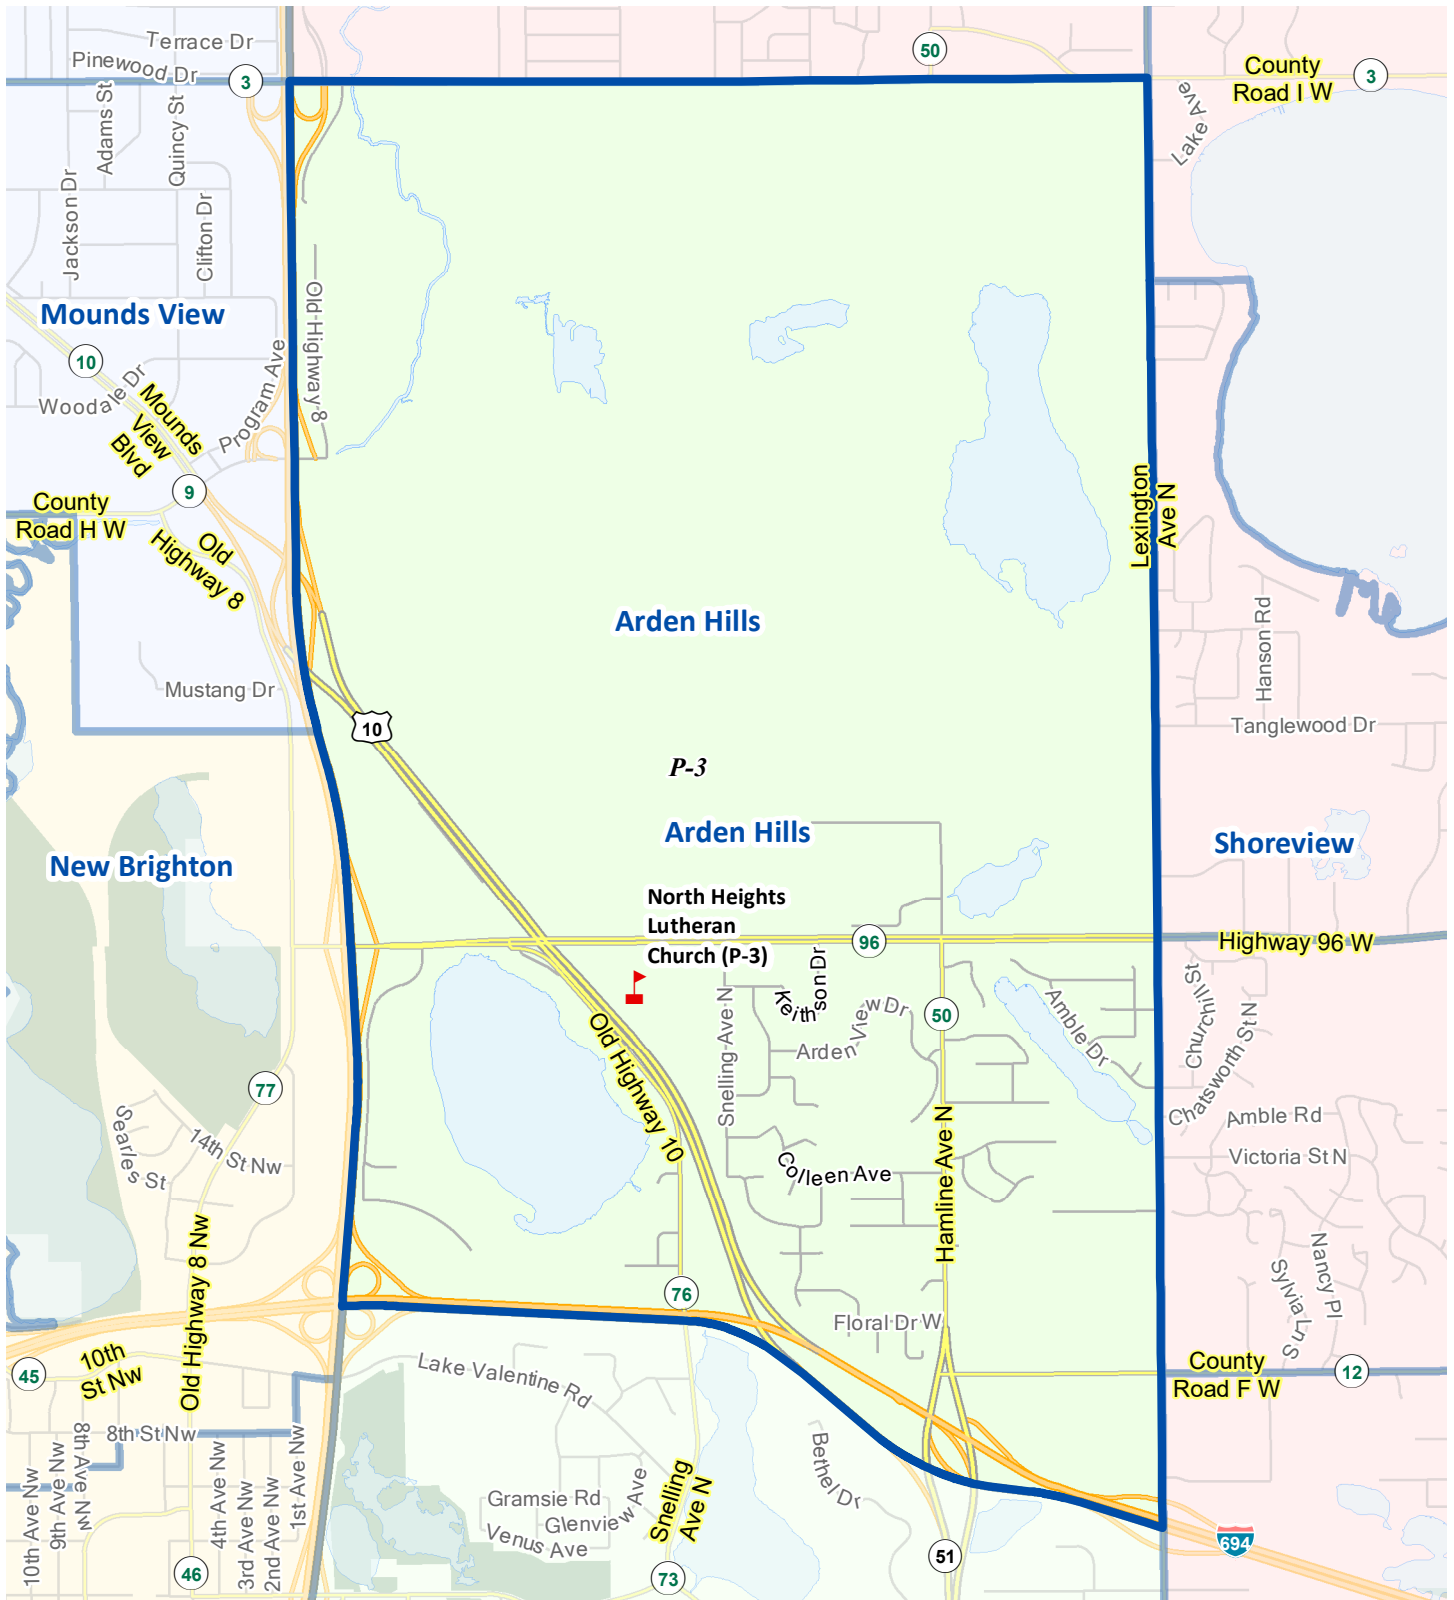 Terrace Dr
Pinewood Dr
3
50
County
Road I W
3
Lake Ave
Adams St
Quincy St
Jackson Dr
Clifton Dr
Old Highway 8
Mounds View
10
Woodale Dr
Mounds
View
Blvd
Program Ave
9
County
Road H W
Old
Highway 8
Lexington
Ave N
Arden Hills
Hanson Rd
Mustang Dr
10
Tanglewood Dr
P-3
Arden Hills
Shoreview
New Brighton
North Heights
Lutheran
Church (P-3)
96
Highway 96 W
Keithson Dr
Snelling Ave N
Arden View Dr
50
Amble Dr
Churchill St
Chatsworth St N
Old Highway 10
77
Searles St
14th St Nw
Amble Rd
Victoria St N
Colleen Ave
Hamline Ave N
Old Highway 8 Nw
Nancy Pl
Sylvia Ln S
76
Floral Dr W
45
10th
St Nw
Lake Valentine Rd
County
Road F W
12
8th St Nw
8th Ave Nw
9th Ave Nw
10th Ave Nw
4th Ave Nw
3rd Ave Nw
2nd Ave Nw
1st Ave Nw
Bethel Dr
Snelling
Ave N
Gramsie Rd
Glenview Ave
Venus Ave
46
73
51
694